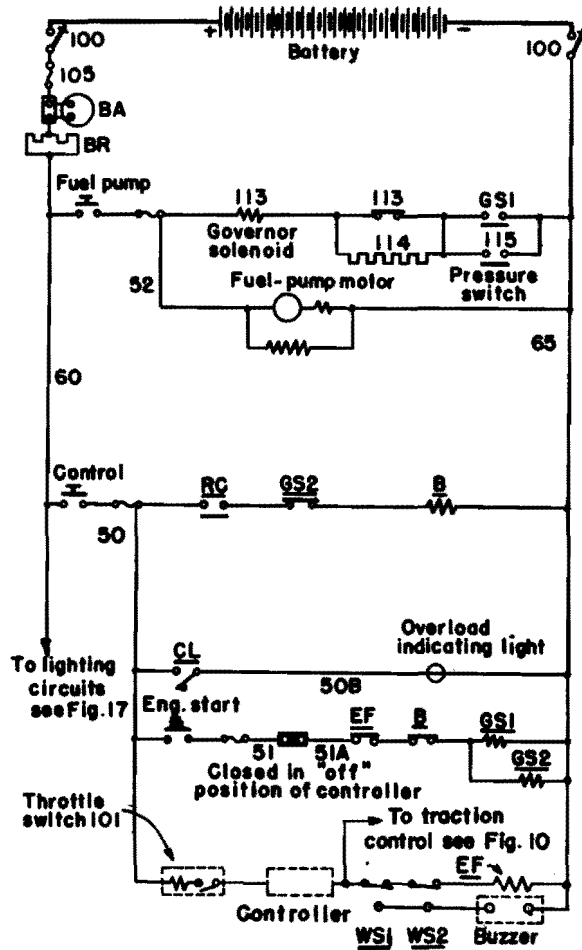 100
+
-
Battery
100
105
BA
BR
Fuel pump
113
113
GS1
Governor
solenoid
114
115
Pressure
switch
52
Fuel-pump motor
65
60
Control
RC
GS2
B
50
To lighting
circuits
see Fig. 17
CL
50B
Overload
indicating light
Eng. start
51
51A
EF
B
GS1
GS2
Closed in "off"
position of controller
Throttle
switch 101
To traction
control see Fig. 10
EF
Controller
WS1
WS2
Buzzer